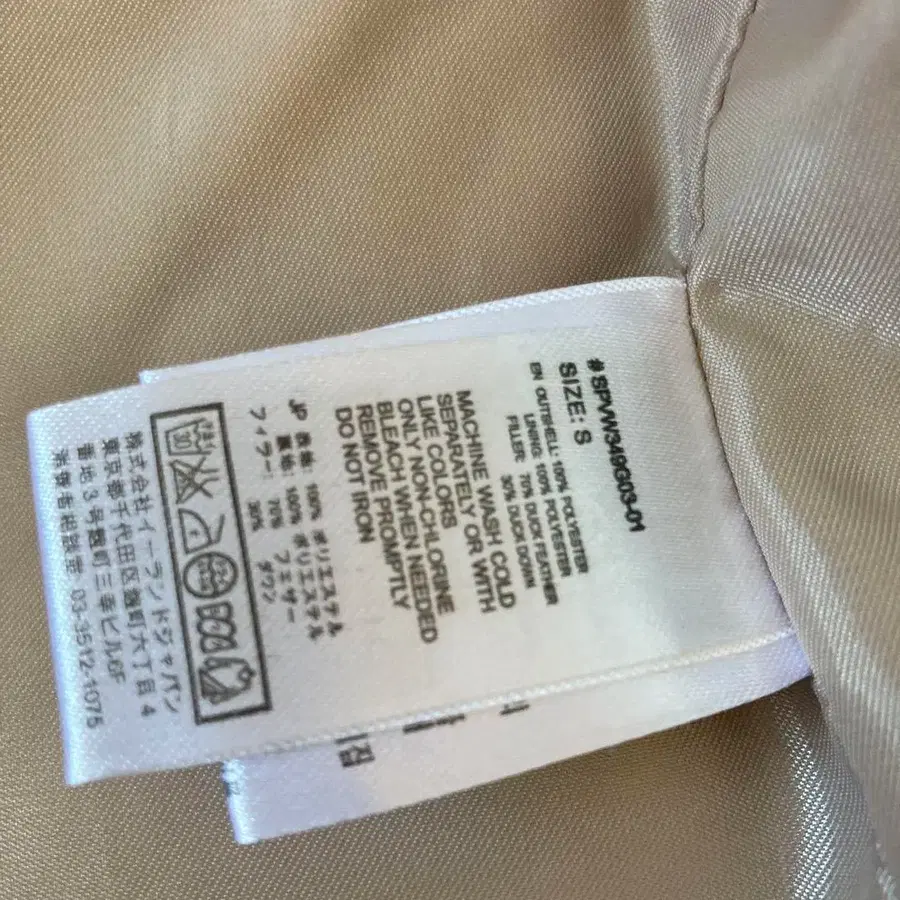 #SPVW349G03-01
SIZE: S
EN OUTSHELL: 100% POLYESTER
LINING: 100% POLYESTER
FILLER: 70% DUCK FEATHER
30% DUCK DOWN
MACHINE WASH COLD
SEPARATELY OR WITH
LIKE COLORS
ONLY NON-CHLORINE
BLEACH WHEN NEEDED
REMOVE PROMPTLY
DO NOT IRON
JP 表地: 100% ポリエステル
裏地: 100% ポリエステル
フィラー: 70% フェザー
30% ダウン
株式会社イーランドジャパン
東京都千代田区麹町六丁目4
番地3号麹町三幸ビル6F
消費者相談室 03-3512-1075